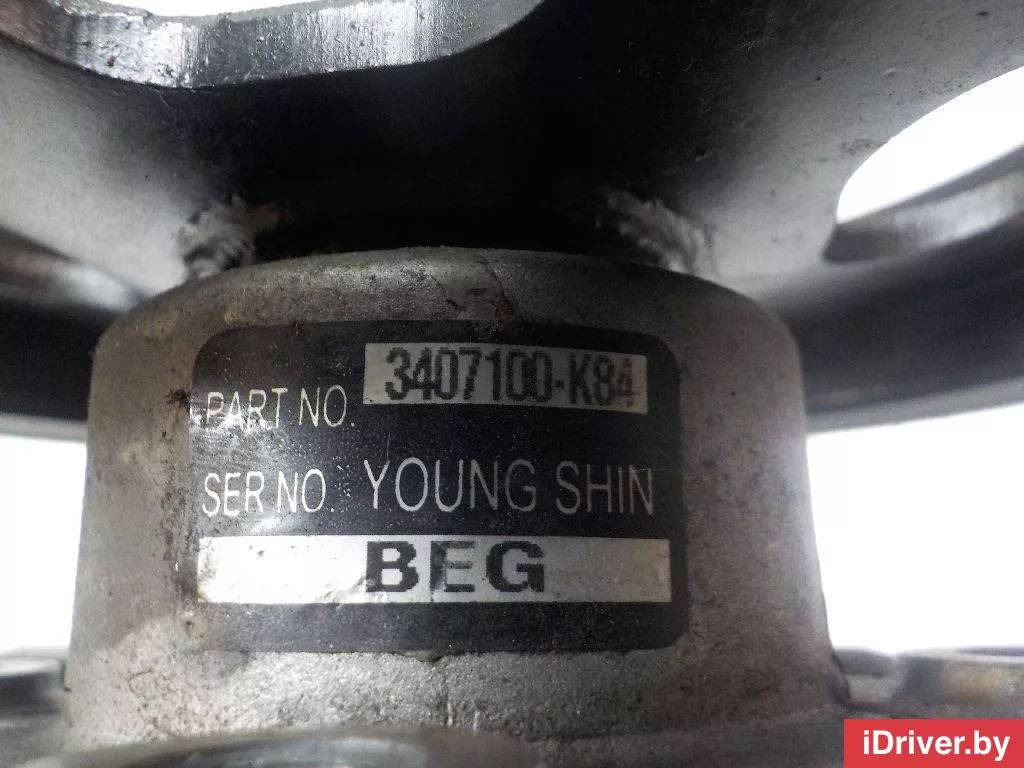 PART NO. 3407100-K84
SER NO. YOUNG SHIN
BEG
iDriver.by